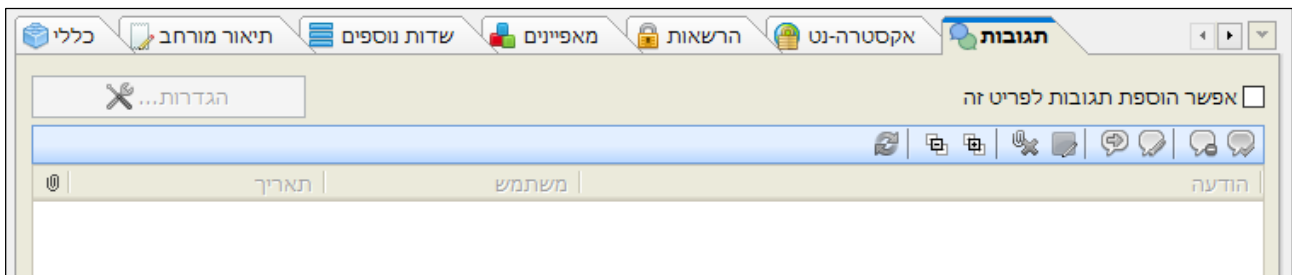 תגובות אקסטרה-נט הרשאות מאפיינים שדות נוספים תיאור מורחב כללי
אפשר הוספת תגובות לפריט זה הגדרות...
הודעה משתמש תאריך